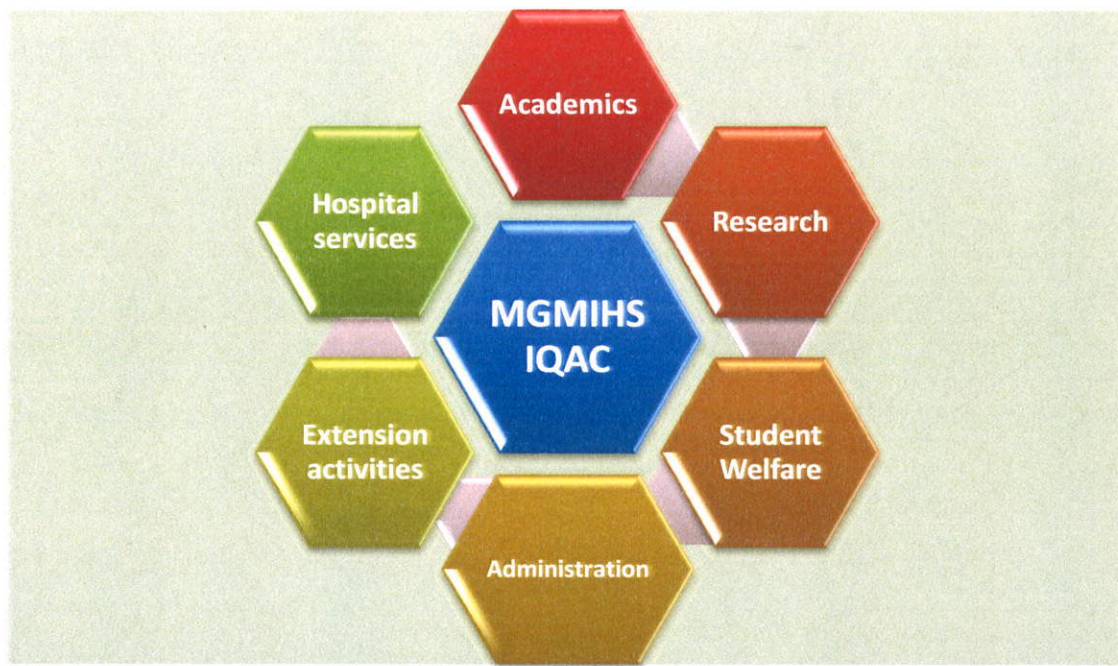 Academics
Research
Student
Welfare
Administration
Extension
activities
Hospital
services
MGMIHS
IQAC